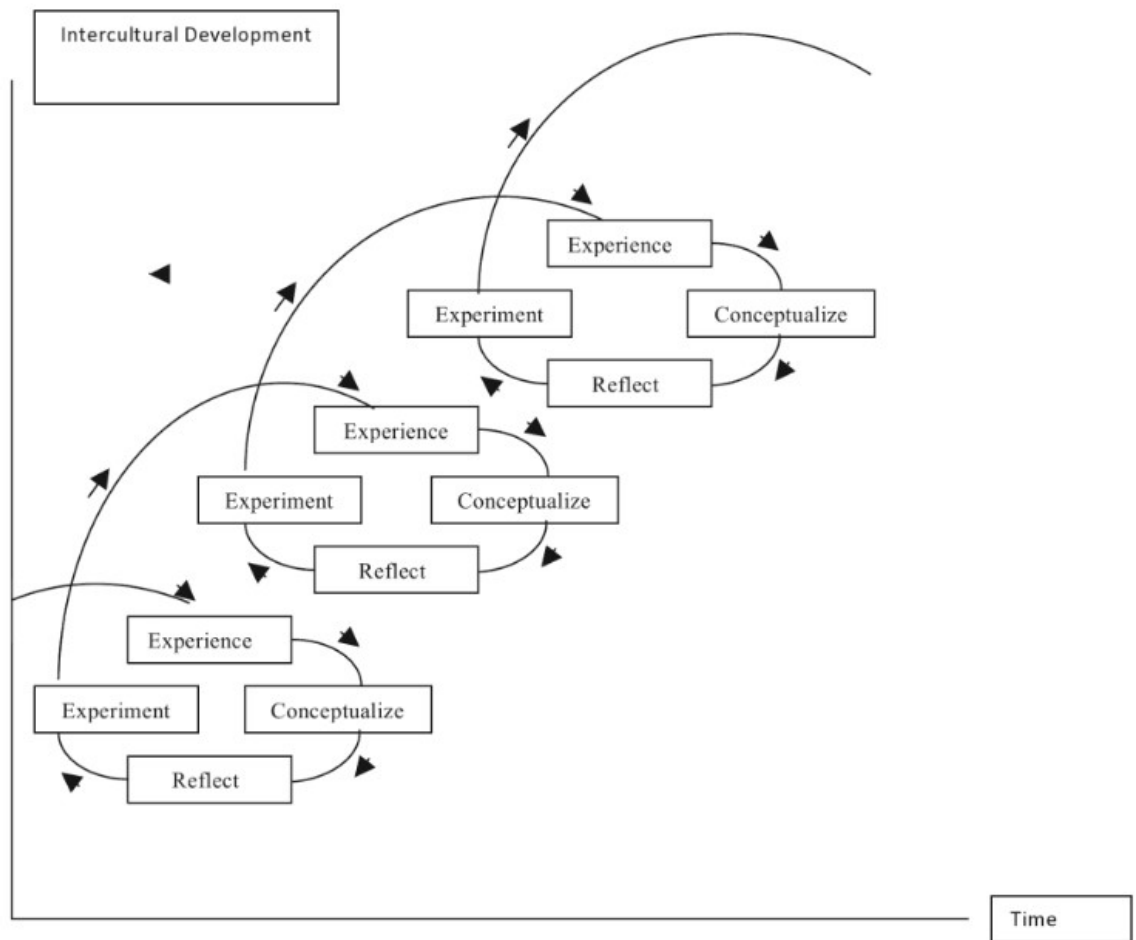 Intercultural Development
Experience
Experiment
Conceptualize
Reflect
Experience
Experiment
Conceptualize
Reflect
Experience
Experiment
Conceptualize
Reflect
Time